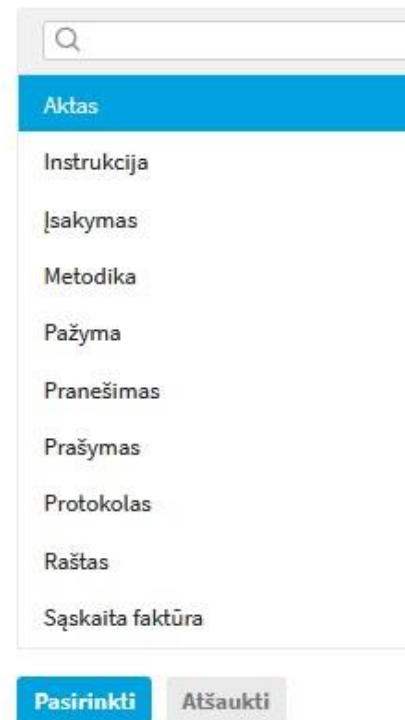 Aktas
Instrukcija
Įsakymas
Metodika
Pažyma
Pranešimas
Prašymas
Protokolas
Raštas
Sąskaita faktūra
Pasirinkti Atšaukti